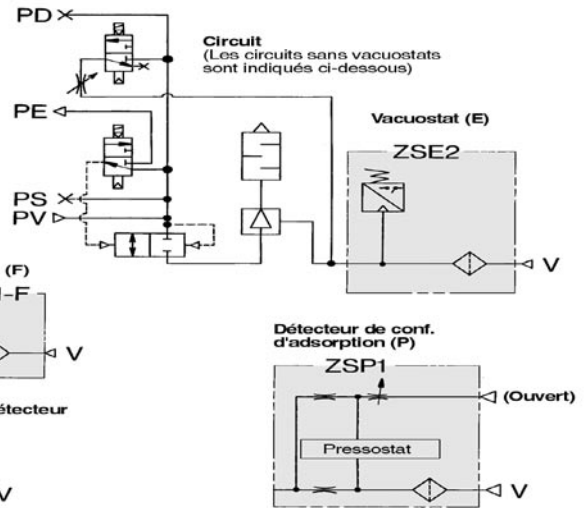 PD
Circuit
(Les circuits sans vacuostats
sont indiqués ci-dessous)
PE
Vacuostat (E)
ZSE2
PS
PV
V
(F)
-F
V
Détecteur de conf.
d'adsorption (P)
ZSP1
(Ouvert)
étecteur
Pressostat
V
V